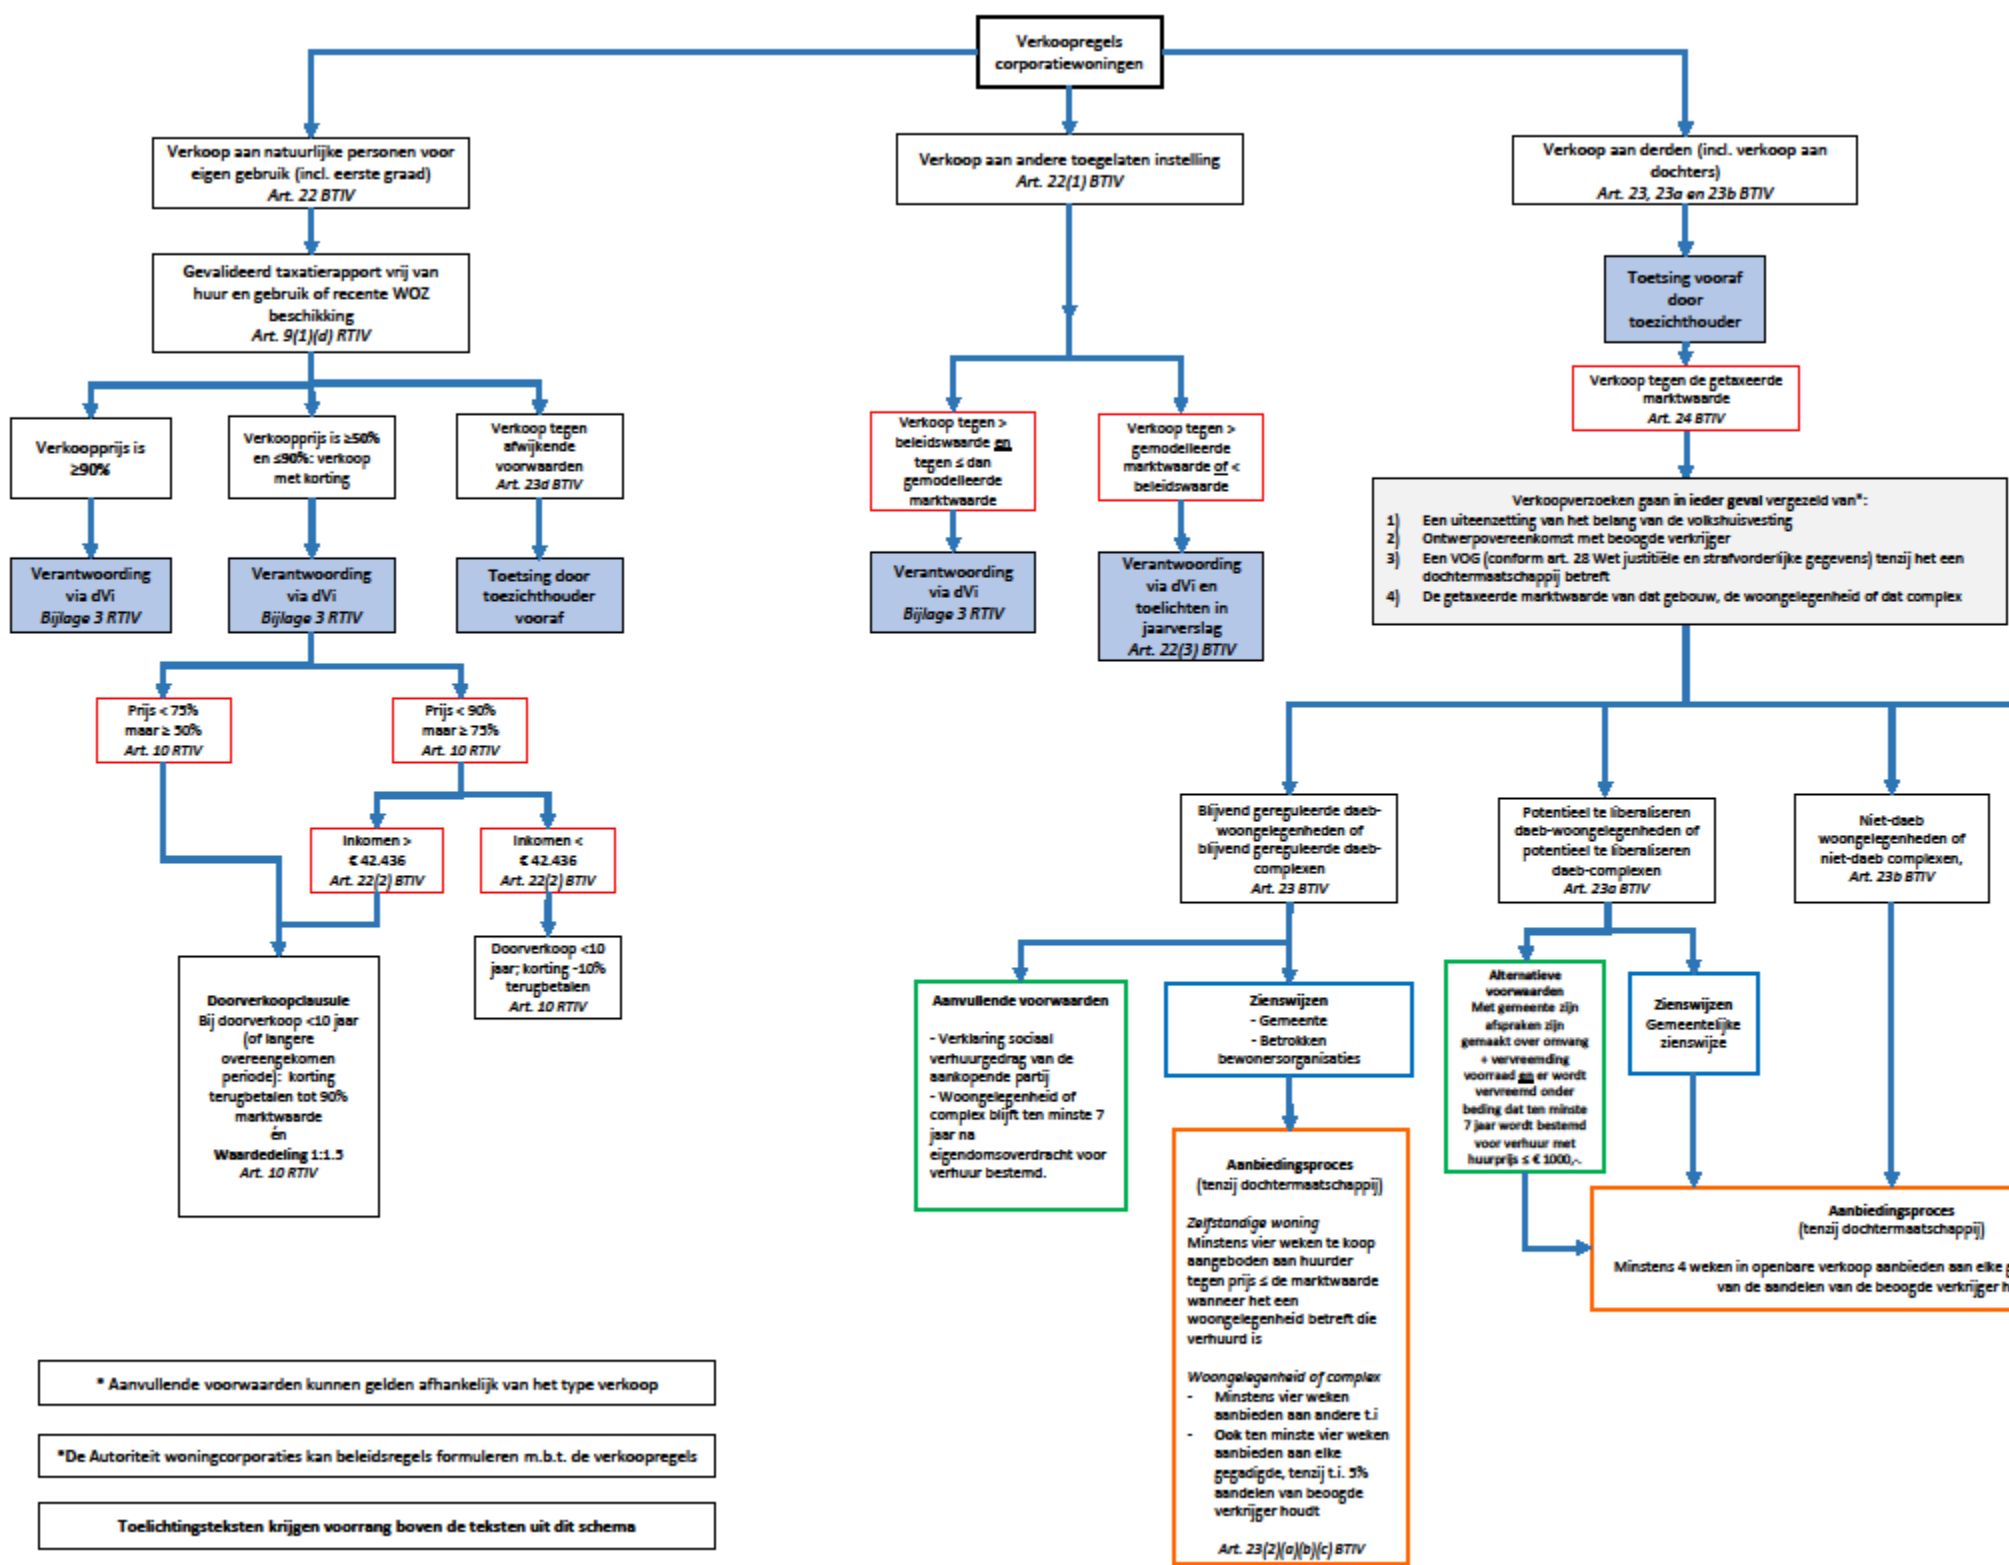 Verkoopregels
corporatiewoningen
Verkoop aan natuurlijke personen voor
eigen gebruik (incl. eerste graad)
Art. 22 BTIV
Verkoop aan andere toegelaten instelling
Art. 22(1) BTIV
Verkoop aan derden (incl. verkoop aan
dochters)
Art. 23, 23a en 23b BTIV
Gevalideerd taxatierapport vrij van
huur en gebruik of recente WOZ
beschikking
Art. 9(1)(d) RTIV
Toetsing vooraf
door
toezichthouder
Verkoop tegen de getaxeerde
marktwaarde
Art. 24 BTIV
Verkoopprijs is
≥90%
Verkoopprijs is ≥50%
en ≤90%: verkoop
met korting
Verkoop tegen
afwijkende
voorwaarden
Art. 23d BTIV
Verkoop tegen >
beleidswaarde en
tegen ≤ dan
gemodelleerde
marktwaarde
Verkoop tegen >
gemodelleerde
marktwaarde of <
beleidswaarde
Verkoopverzoeken gaan in ieder geval vergezeld van*:
1) Een uiteenzetting van het belang van de volkshuisvesting
2) Ontwerpovereenkomst met beoogde verkrijger
3) Een VOG (conform art. 28 Wet justitiële en strafvorderlijke gegevens) tenzij het een
dochtermaatschappij betreft
4) De getaxeerde marktwaarde van dat gebouw, de woongelegenheid of dat complex
Verantwoording
via dVi
Bijlage 3 RTIV
Verantwoording
via dVi
Bijlage 3 RTIV
Toetsing door
toezichthouder
vooraf
Verantwoording
via dVi
Bijlage 3 RTIV
Verantwoording
via dVi en
toelichten in
jaarverslag
Art. 22(3) BTIV
Prijs < 75%
maar ≥ 50%
Art. 10 RTIV
Prijs < 90%
maar ≥ 75%
Art. 10 RTIV
Inkomen >
€ 42.436
Art. 22(2) BTIV
Inkomen <
€ 42.436
Art. 22(2) BTIV
Doorverkoop <10
jaar; korting -10%
terugbetalen
Art. 10 RTIV
Doorverkoopclausule
Bij doorverkoop <10 jaar
(of langere
overeengekomen
periode): korting
terugbetalen tot 90%
marktwaarde
én
Waardedeling 1:1.5
Art. 10 RTIV
Blijvend gereguleerde daeb-
woongelegenheden of
blijvend gereguleerde daeb-
complexen
Art. 23 BTIV
Potentieel te liberaliseren
daeb-woongelegenheden of
potentieel te liberaliseren
daeb-complexen
Art. 23a BTIV
Niet-daeb
woongelegenheden of
niet-daeb complexen,
Art. 23b BTIV
Aanvullende voorwaarden
- Verklaring sociaal
verhuurgedrag van de
aankopende partij
- Woongelegenheid of
complex blijft ten minste 7
jaar na
eigendomsoverdracht voor
verhuur bestemd.
Zienswijzen
- Gemeente
- Betrokken
bewonersorganisaties
Alternatieve
voorwaarden
Met gemeente zijn
afspraken zijn
gemaakt over omvang
+ vervreemding
voorraad en er wordt
vervreemd onder
beding dat ten minste
7 jaar wordt bestemd
voor verhuur met
huurprijs ≤ € 1000,-.
Zienswijzen
Gemeentelijke
zienswijze
Aanbiedingsproces
(tenzij dochtermaatschappij)
Zelfstandige woning
Minstens vier weken te koop
aangeboden aan huurder
tegen prijs ≤ de marktwaarde
wanneer het een
woongelegenheid betreft die
verhuurd is
Woongelegenheid of complex
- Minstens vier weken
aanbieden aan andere t.i
- Ook ten minste vier weken
aanbieden aan elke
gegadigde, tenzij t.i. 5%
aandelen van beoogde
verkrijger houdt
Art. 23(2)(a)(b)(c) BTIV
Aanbiedingsproces
(tenzij dochtermaatschappij)
Minstens 4 weken in openbare verkoop aanbieden aan elke
van de aandelen van de beoogde verkrijger
* Aanvullende voorwaarden kunnen gelden afhankelijk van het type verkoop
*De Autoriteit woningcorporaties kan beleidsregels formuleren m.b.t. de verkoopregels
Toelichtingsteksten krijgen voorrang boven de teksten uit dit schema